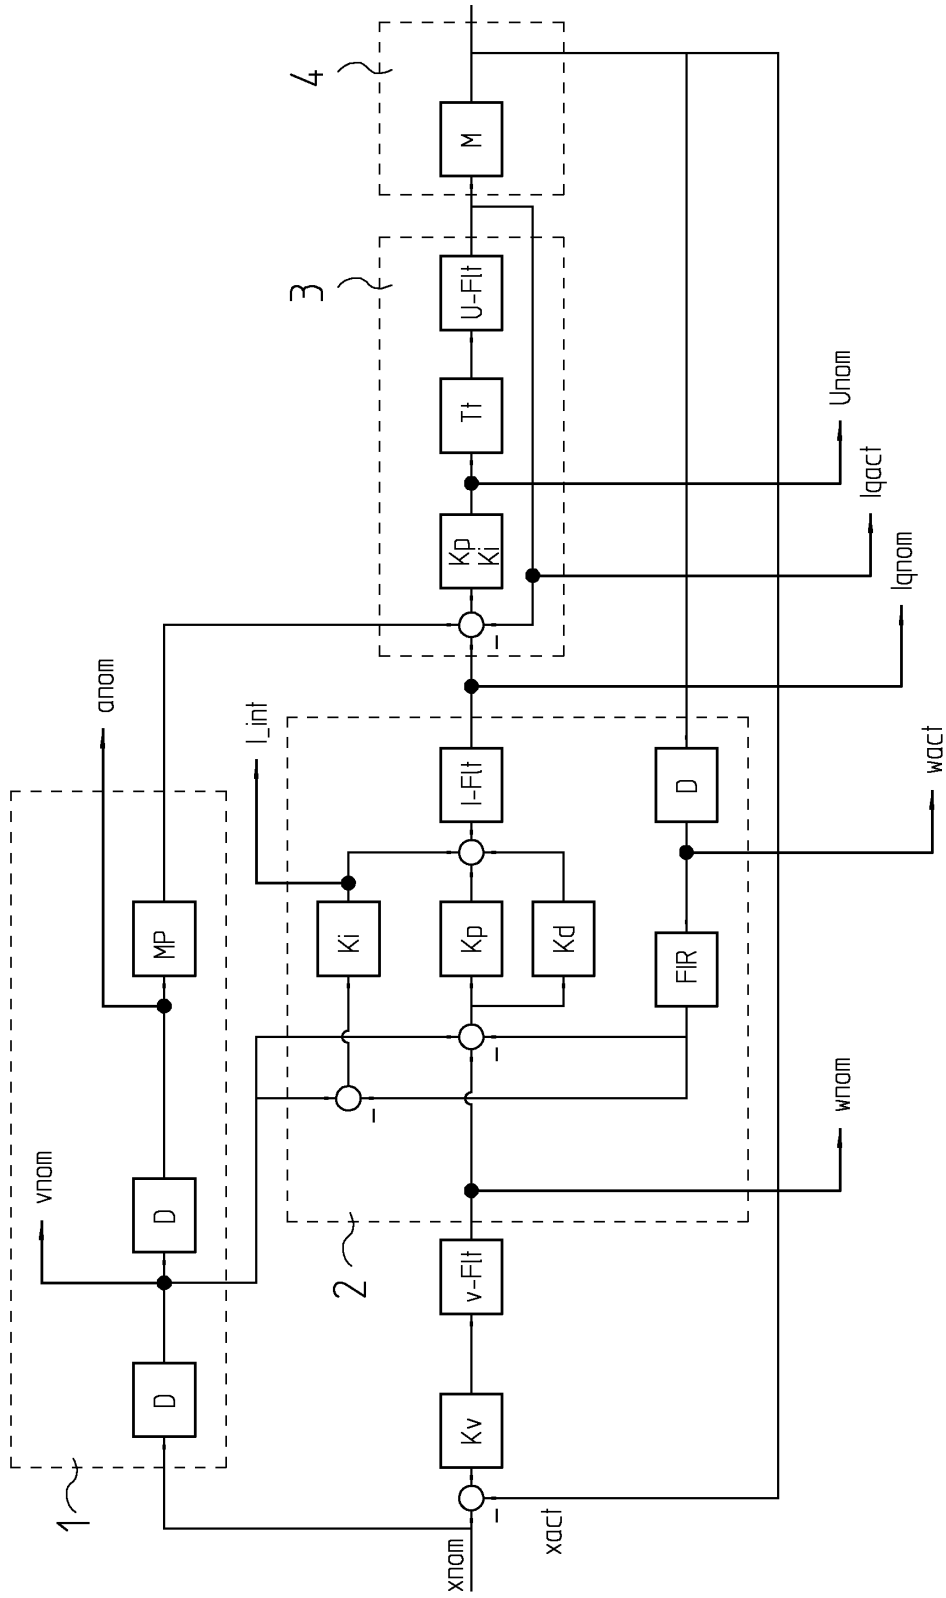 1
vnom
anom
D
D
MP
2
I_int
Ki
3
4
xnom
Kv
v-Flt
Kp
I-Flt
Kp
Ki
Tt
U-Flt
M
-
-
-
-
xact
Kd
FIR
D
wnom
wact
Iqnom
Iqact
Unom